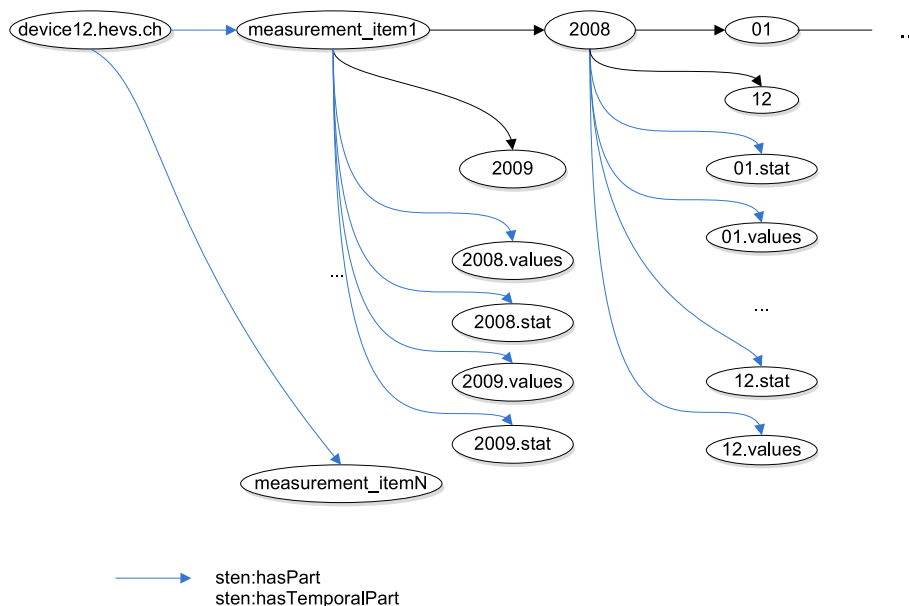 device12.hevs.ch
measurement_item1
2008
01
...
12
2009
01.stat
01.values
2008.values
...
2008.stat
...
2009.values
12.stat
2009.stat
12.values
measurement_itemN
sten:hasPart
sten:hasTemporalPart